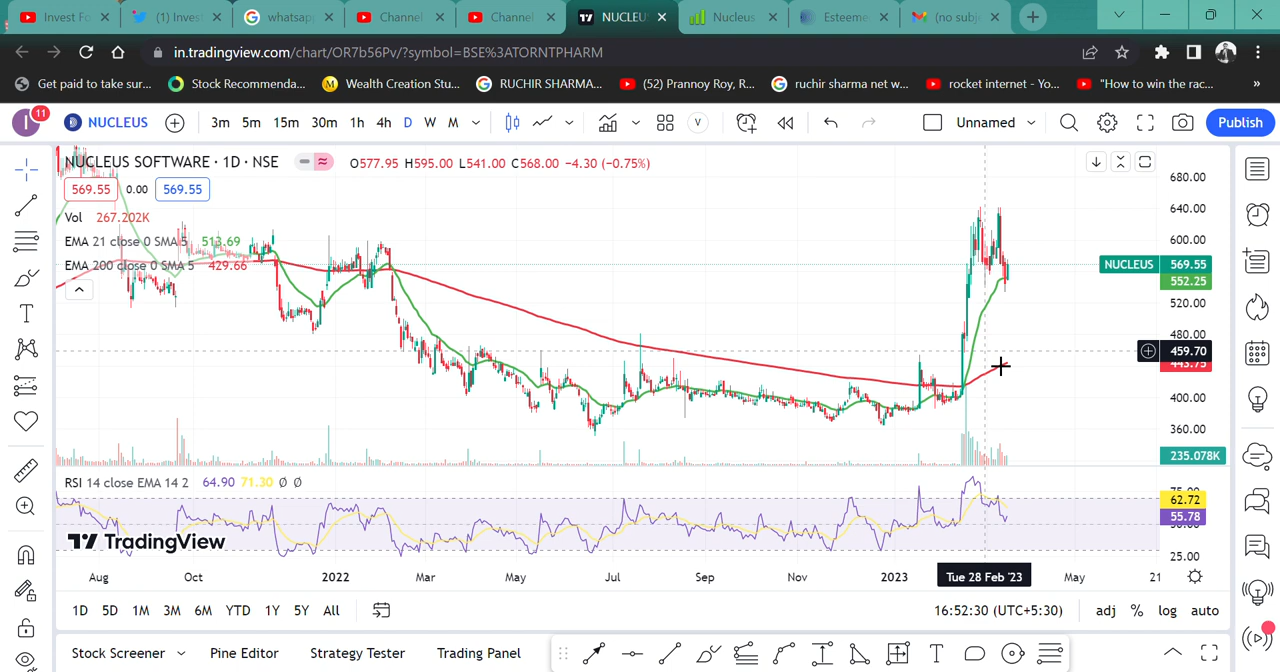 Invest Fo
(1) Invest
whatsap
Channel
Channel
NUCLEU
Nucleus
Esteeme
(no subj
in.tradingview.com/chart/OR7b56Pv/?symbol=BSE%3ATORNTPHARM
Get paid to take sur...
Stock Recommenda...
Wealth Creation Stu...
RUCHIR SHARMA...
(52) Prannoy Roy, R...
ruchir sharma net w...
rocket internet - Yo...
"How to win the rac...
»
I 11 NUCLEUS 3m 5m 15m 30m 1h 4h D W M V Unnamed Publish
NUCLEUS SOFTWARE · 1D · NSE O577.95 H595.00 L541.00 C568.00 −4.30 (−0.75%)
569.55 0.00 569.55
Vol 267.202K
EMA 21 close 0 SMA 5 513.69
EMA 200 close 0 SMA 5 429.66
680.00
640.00
600.00
NUCLEUS 569.55
552.25
520.00
480.00
459.70
443.75
400.00
360.00
235.078K
RSI 14 close EMA 14 2 64.90 71.30 Ø Ø
75.00
62.72
55.78
25.00
TradingView
Aug Oct 2022 Mar May Jul Sep Nov 2023 Tue 28 Feb '23 May 21
1D 5D 1M 3M 6M YTD 1Y 5Y All 16:52:30 (UTC+5:30) adj % log auto
Stock Screener Pine Editor Strategy Tester Trading Panel